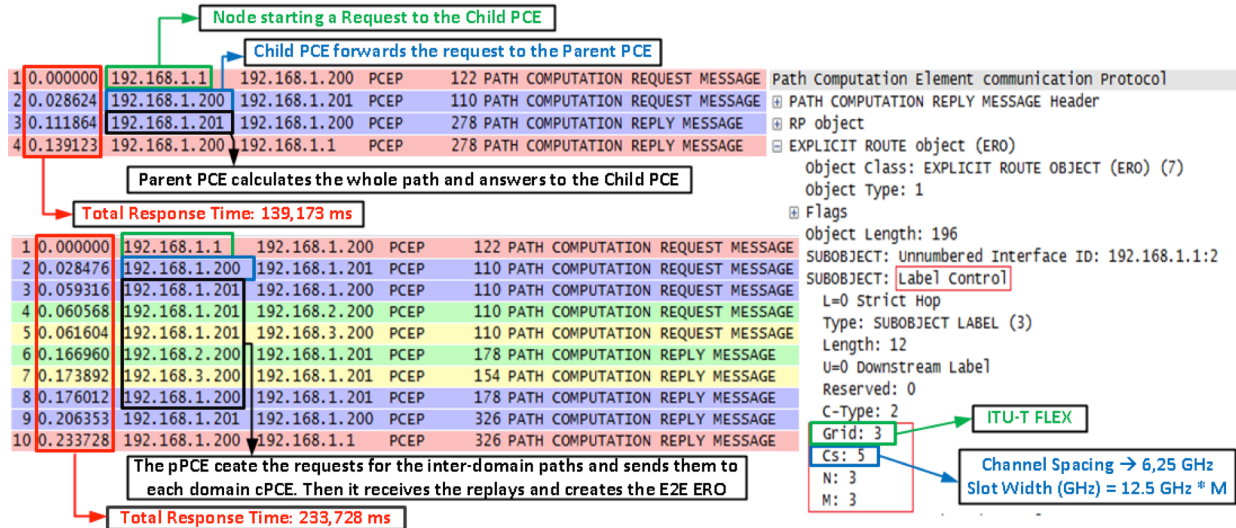 Node starting a Request to the Child PCE
Child PCE forwards the request to the Parent PCE
1 0.000000 192.168.1.1 192.168.1.200 PCEP 122 PATH COMPUTATION REQUEST MESSAGE
2 0.028624 192.168.1.200 192.168.1.201 PCEP 110 PATH COMPUTATION REQUEST MESSAGE
3 0.111864 192.168.1.201 192.168.1.200 PCEP 278 PATH COMPUTATION REPLY MESSAGE
4 0.139123 192.168.1.200 192.168.1.1 PCEP 278 PATH COMPUTATION REPLY MESSAGE
Parent PCE calculates the whole path and answers to the Child PCE
Total Response Time: 139,173 ms
1 0.000000 192.168.1.1 192.168.1.200 PCEP 122 PATH COMPUTATION REQUEST MESSAGE
2 0.028476 192.168.1.200 192.168.1.201 PCEP 110 PATH COMPUTATION REQUEST MESSAGE
3 0.059316 192.168.1.201 192.168.1.200 PCEP 110 PATH COMPUTATION REQUEST MESSAGE
4 0.060568 192.168.1.201 192.168.2.200 PCEP 110 PATH COMPUTATION REQUEST MESSAGE
5 0.061604 192.168.1.201 192.168.3.200 PCEP 110 PATH COMPUTATION REQUEST MESSAGE
6 0.166960 192.168.2.200 192.168.1.201 PCEP 178 PATH COMPUTATION REPLY MESSAGE
7 0.173892 192.168.3.200 192.168.1.201 PCEP 154 PATH COMPUTATION REPLY MESSAGE
8 0.176012 192.168.1.200 192.168.1.201 PCEP 178 PATH COMPUTATION REPLY MESSAGE
9 0.206353 192.168.1.201 192.168.1.200 PCEP 326 PATH COMPUTATION REPLY MESSAGE
10 0.233728 192.168.1.200 192.168.1.1 PCEP 326 PATH COMPUTATION REPLY MESSAGE
The pPCE ceate the requests for the inter-domain paths and sends them to
each domain cPCE. Then it receives the replays and creates the E2E ERO
Total Response Time: 233,728 ms
Path Computation Element communication Protocol
PATH COMPUTATION REPLY MESSAGE Header
RP object
EXPLICIT ROUTE object (ERO)
Object Class: EXPLICIT ROUTE OBJECT (ERO) (7)
Object Type: 1
Flags
Object Length: 196
SUBOBJECT: Unnumbered Interface ID: 192.168.1.1:2
SUBOBJECT: Label Control
L=0 Strict Hop
Type: SUBOBJECT LABEL (3)
Length: 12
U=0 Downstream Label
Reserved: 0
C-Type: 2
Grid: 3
Cs: 5
N: 3
M: 3
ITU-T FLEX
Channel Spacing → 6,25 GHz
Slot Width (GHz) = 12.5 GHz * M